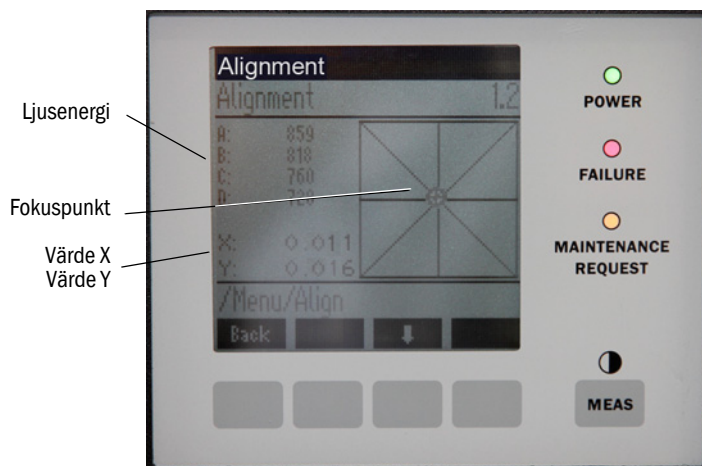 Alignment
Alignment 1.2
Ljusenergi
A: 859
B: 818
C: 760
D: 728
Fokuspunkt
Värde X
Värde Y
X: 0.011
Y: 0.016
/Menu/Align
Back
POWER
FAILURE
MAINTENANCE
REQUEST
MEAS